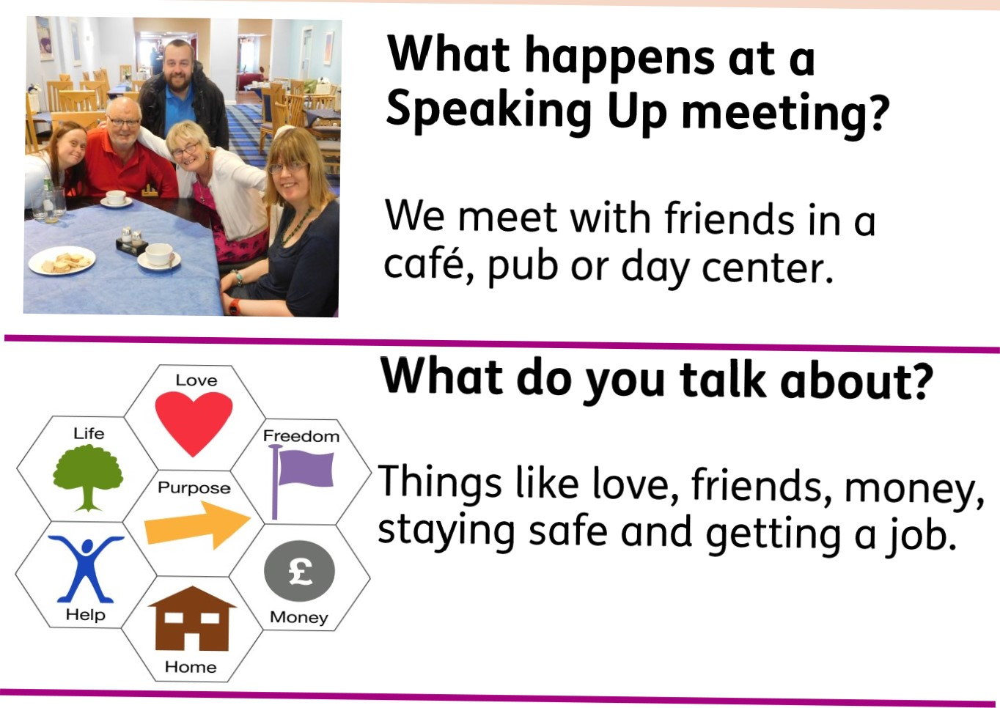 What happens at a
Speaking Up meeting?
We meet with friends in a
café, pub or day center.
What do you talk about?
Things like love, friends, money,
staying safe and getting a job.
Love
Life
Freedom
Purpose
£
Help
Money
Home